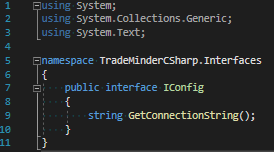 1 using System;
2 using System.Collections.Generic;
3 using System.Text;
4
5 namespace TradeMinderCSharp.Interfaces
6 {
7 public interface IConfig
8 {
9 string GetConnectionString();
10 }
11 }